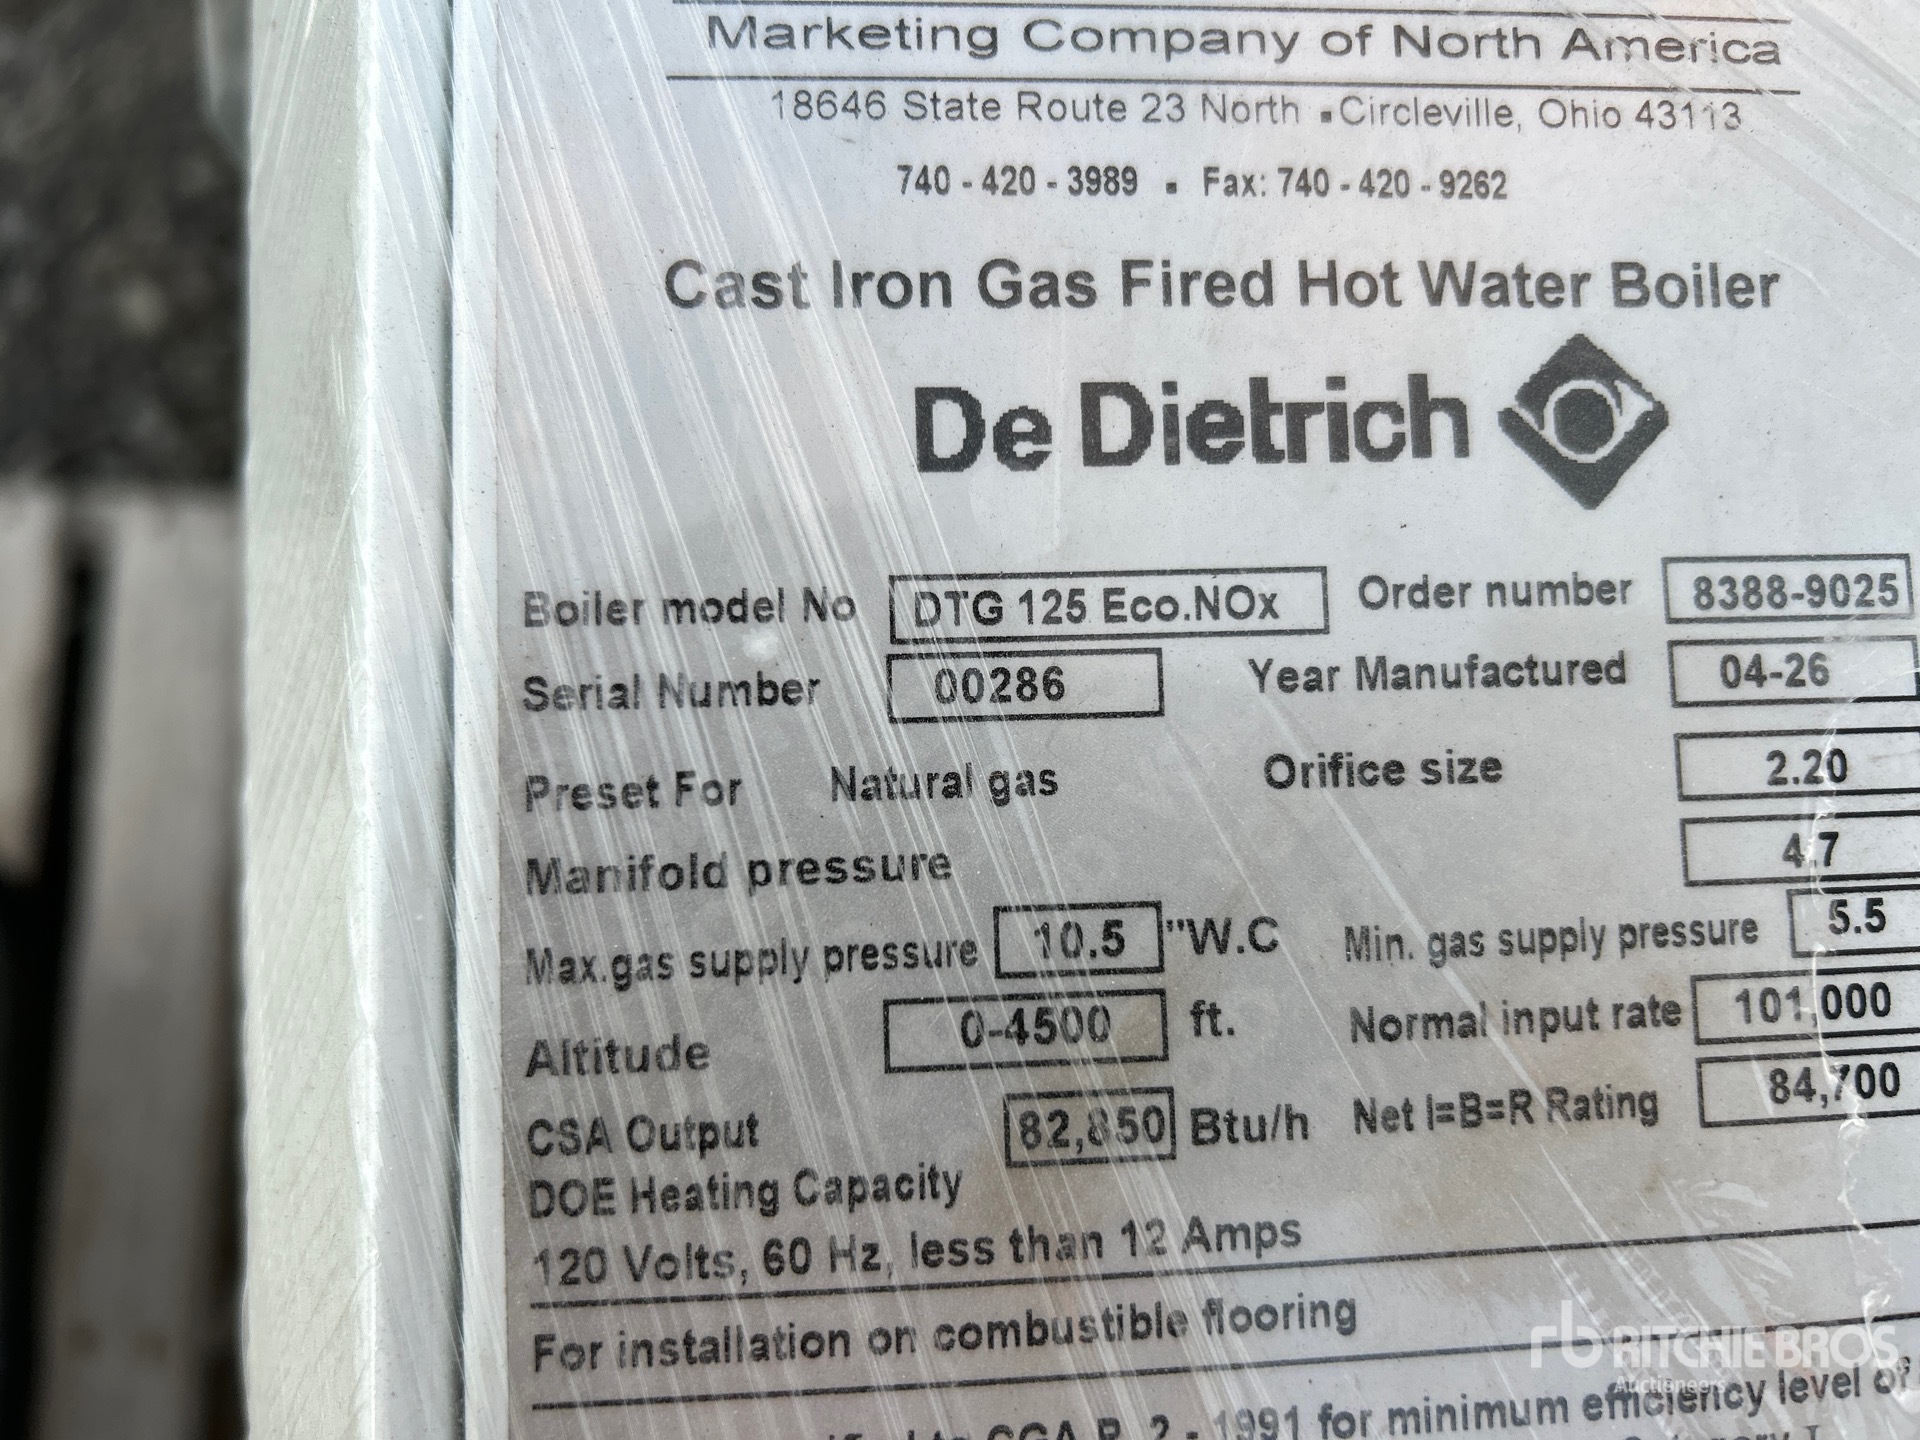 Marketing Company of North America
18646 State Route 23 North ▪ Circleville, Ohio 43113
740 - 420 - 3989 ▪ Fax: 740 - 420 - 9262
Cast Iron Gas Fired Hot Water Boiler
De Dietrich
Boiler model No DTG 125 Eco.NOx Order number 8388-9025
Serial Number 00286 Year Manufactured 04-26
Preset For Natural gas Orifice size 2.20
Manifold pressure 4.7
Max.gas supply pressure 10.5 "W.C Min. gas supply pressure 5.5
Altitude 0-4500 ft. Normal input rate 101,000
CSA Output 82,850 Btu/h Net I=B=R Rating 84,700
DOE Heating Capacity
120 Volts, 60 Hz, less than 12 Amps
For installation on combustible flooring
rb RITCHIE BROS
Auctioneers
1991 for minimum efficiency level of